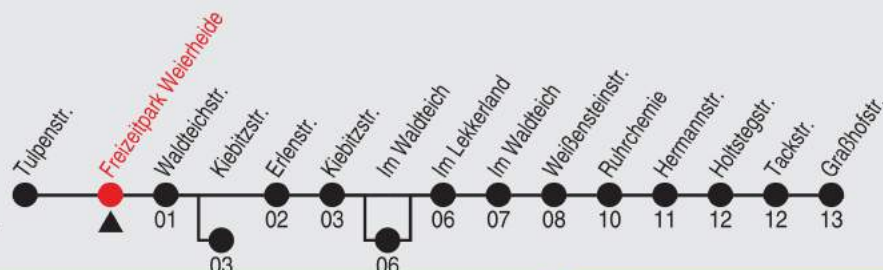 Tulpenstr.
Freizeitpark Weierheide
Waldteichstr.
Kiebitzstr.
Erlenstr.
Kiebitzstr.
Im Waldteich
Im Lekkerland
Im Waldteich
Weißensteinstr.
Ruhrchemie
Hermannstr.
Holtstegstr.
Tackstr.
Graßhofstr.
01
02
03
06
07
08
10
11
12
12
13
03
06